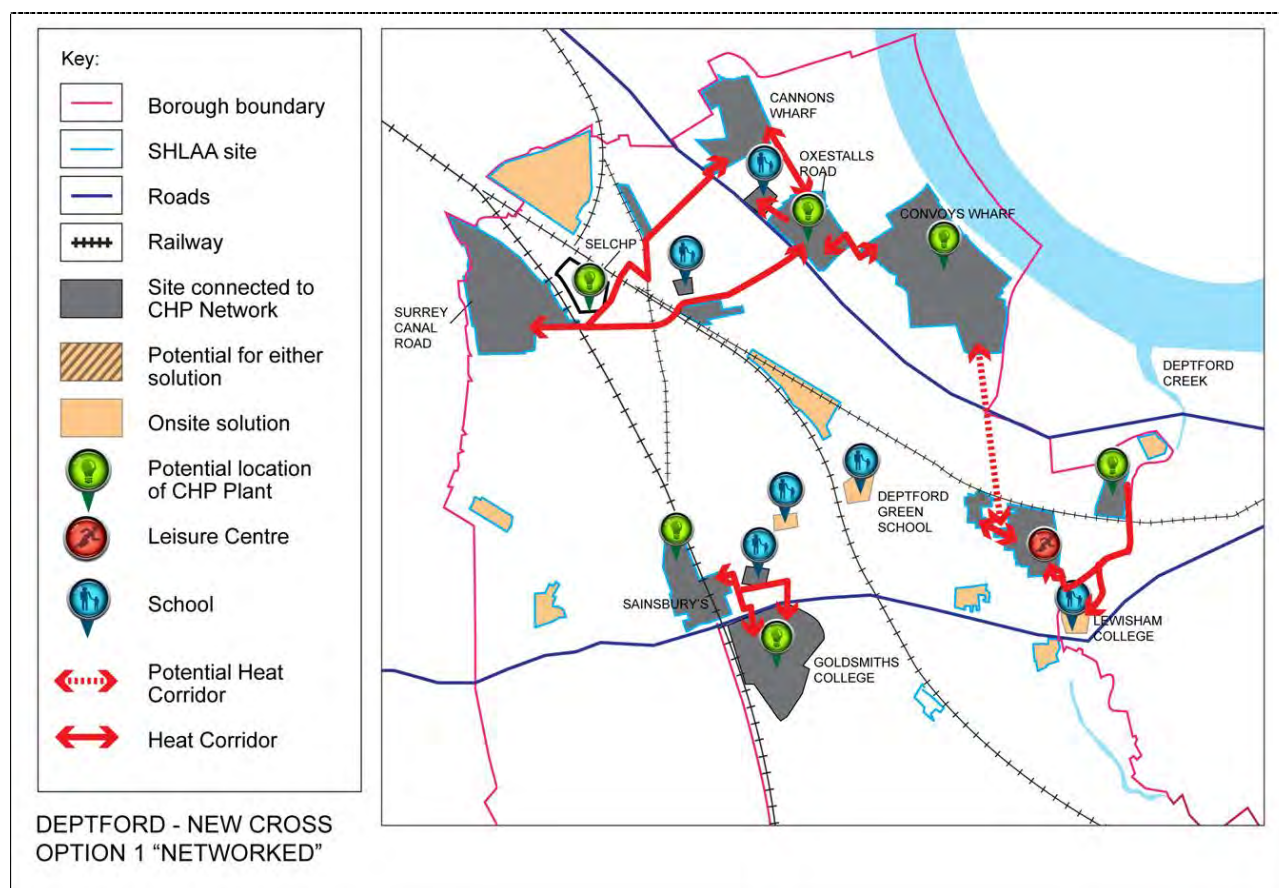 Key:
Borough boundary
SHLAA site
Roads
Railway
Site connected to
CHP Network
Potential for either
solution
Onsite solution
Potential location
of CHP Plant
Leisure Centre
School
Potential Heat
Corridor
Heat Corridor
DEPTFORD - NEW CROSS
OPTION 1 “NETWORKED”
CANNONS
WHARF
OXESTALLS
ROAD
CONVOYS WHARF
SELCHP
SURREY
CANAL
ROAD
DEPTFORD
CREEK
DEPTFORD
GREEN
SCHOOL
SAINSBURY'S
LEWISHAM
COLLEGE
GOLDSMITHS
COLLEGE